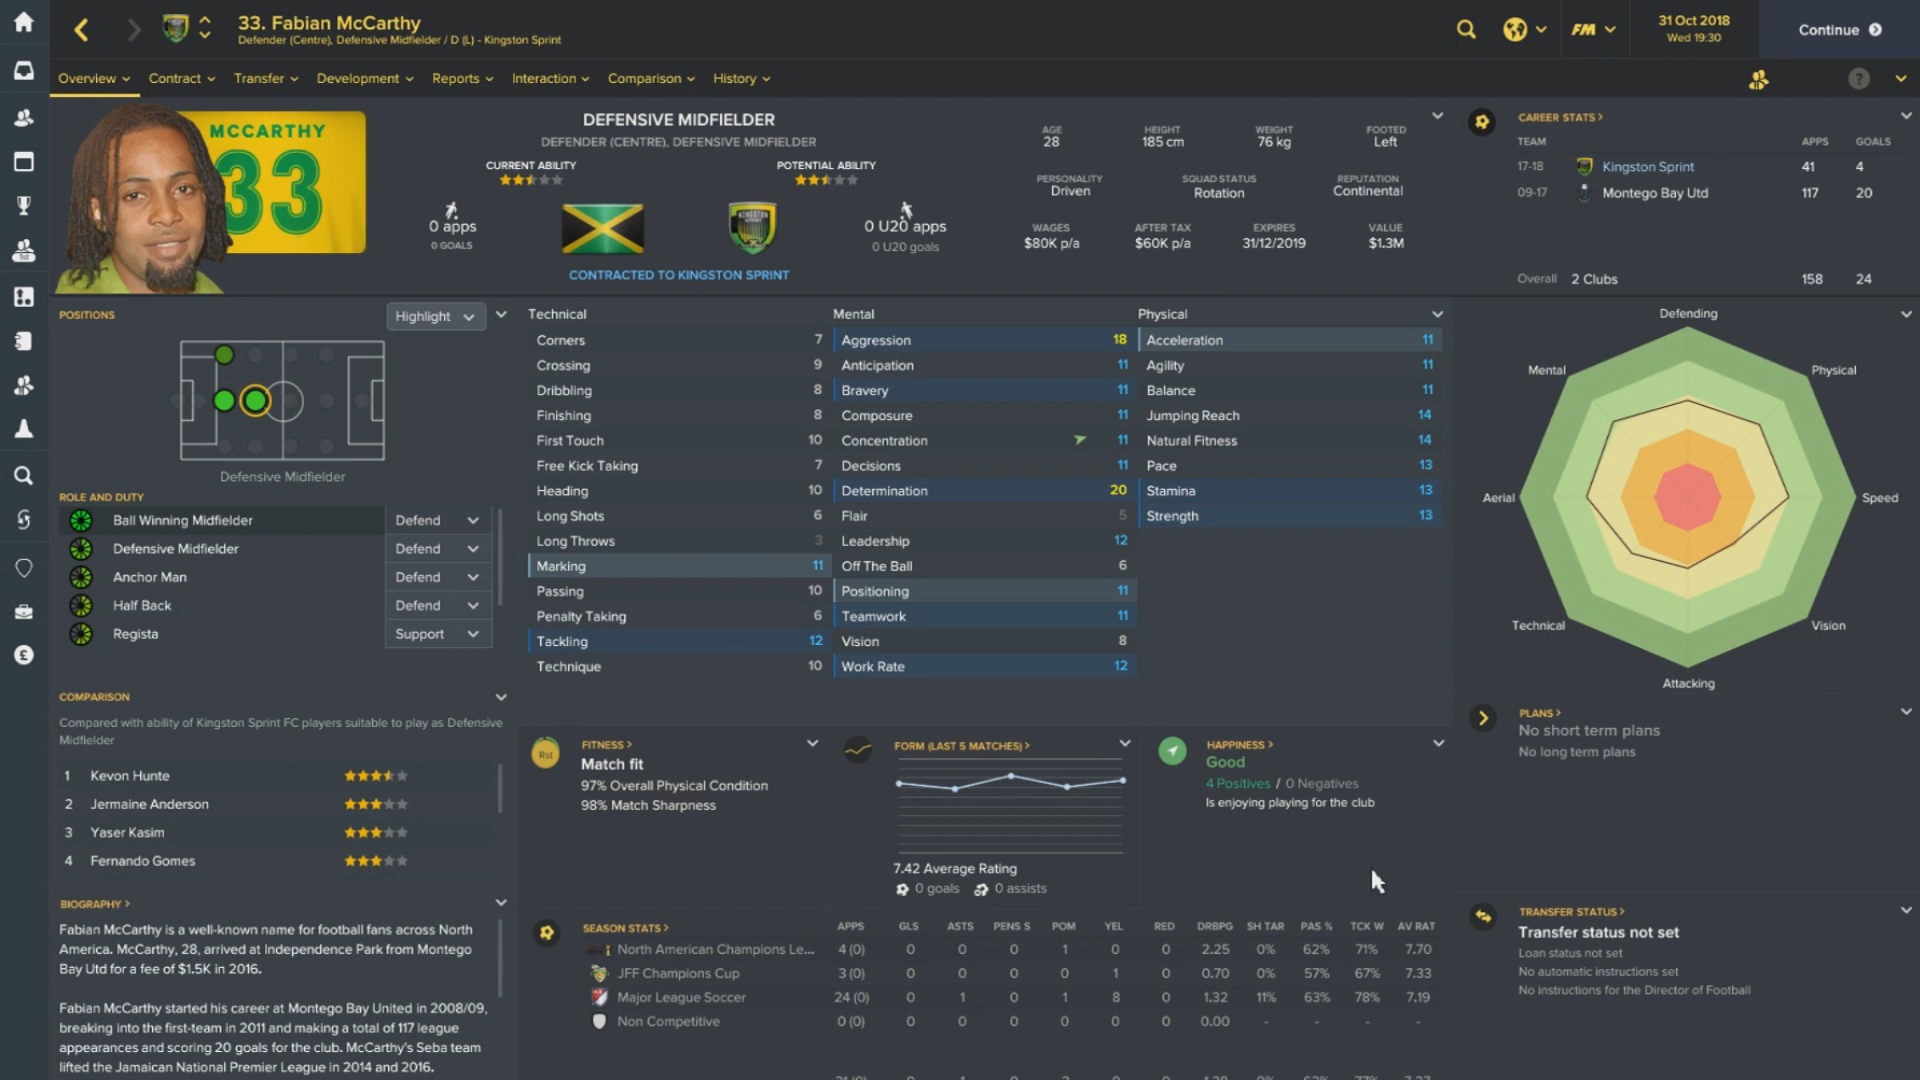 33. Fabian McCarthy
Defender (Centre), Defensive Midfielder / D (L) - Kingston Sprint
FM
31 Oct 2018
Wed 19:30
Continue
Overview
Contract
Transfer
Development
Reports
Interaction
Comparison
History
MCCARTHY
33
DEFENSIVE MIDFIELDER
DEFENDER (CENTRE), DEFENSIVE MIDFIELDER
CURRENT ABILITY
POTENTIAL ABILITY
0 apps
0 GOALS
0 U20 apps
0 U20 goals
CONTRACTED TO KINGSTON SPRINT
AGE
28
HEIGHT
185 cm
WEIGHT
76 kg
FOOTED
Left
PERSONALITY
Driven
SQUAD STATUS
Rotation
REPUTATION
Continental
WAGES
$80K p/a
AFTER TAX
$60K p/a
EXPIRES
31/12/2019
VALUE
$1.3M
CAREER STATS >
TEAM APPS GOALS
17-18 Kingston Sprint 41 4
09-17 Montego Bay Utd 117 20
Overall 2 Clubs 158 24
POSITIONS
Highlight
Defensive Midfielder
ROLE AND DUTY
Ball Winning Midfielder Defend
Defensive Midfielder Defend
Anchor Man Defend
Half Back Defend
Regista Support
COMPARISON
Compared with ability of Kingston Sprint FC players suitable to play as Defensive
Midfielder
1 Kevon Hunte
2 Jermaine Anderson
3 Yaser Kasim
4 Fernando Gomes
BIOGRAPHY >
Fabian McCarthy is a well-known name for football fans across North
America. McCarthy, 28, arrived at Independence Park from Montego
Bay Utd for a fee of $1.5K in 2016.
Fabian McCarthy started his career at Montego Bay United in 2008/09,
breaking into the first-team in 2011 and making a total of 117 league
appearances and scoring 20 goals for the club. McCarthy's Seba team
lifted the Jamaican National Premier League in 2014 and 2016.
Technical
Corners 7
Crossing 9
Dribbling 8
Finishing 8
First Touch 10
Free Kick Taking 7
Heading 10
Long Shots 6
Long Throws 3
Marking 11
Passing 10
Penalty Taking 6
Tackling 12
Technique 10
Mental
Aggression 18
Anticipation 11
Bravery 11
Composure 11
Concentration 11
Decisions 11
Determination 20
Flair 5
Leadership 12
Off The Ball 6
Positioning 11
Teamwork 11
Vision 8
Work Rate 12
Physical
Acceleration 11
Agility 11
Balance 11
Jumping Reach 14
Natural Fitness 14
Pace 13
Stamina 13
Strength 13
Defending
Physical
Speed
Vision
Attacking
Technical
Aerial
Mental
Rst
FITNESS >
Match fit
97% Overall Physical Condition
98% Match Sharpness
FORM (LAST 5 MATCHES) >
7.42 Average Rating
0 goals 0 assists
HAPPINESS >
Good
4 Positives / 0 Negatives
Is enjoying playing for the club
PLANS >
No short term plans
No long term plans
SEASON STATS > APPS GLS ASTS PENS S POM YEL RED DRBPG SH TAR PAS % TCK W AV RAT
North American Champions Le... 4 (0) 0 0 0 1 0 0 2.25 0% 62% 71% 7.70
JFF Champions Cup 3 (0) 0 0 0 0 1 0 0.70 0% 57% 67% 7.33
Major League Soccer 24 (0) 0 1 0 1 8 0 1.32 11% 63% 78% 7.19
Non Competitive 0 (0) 0 0 0 0 0 0 0.00 - - - -
TRANSFER STATUS >
Transfer status not set
Loan status not set
No automatic instructions set
No instructions for the Director of Football